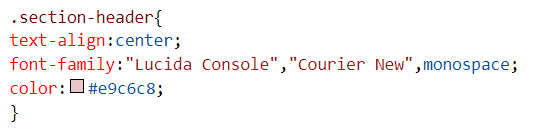 .section-header{
text-align:center;
font-family:"Lucida Console","Courier New",monospace;
color:#e9c6c8;
}